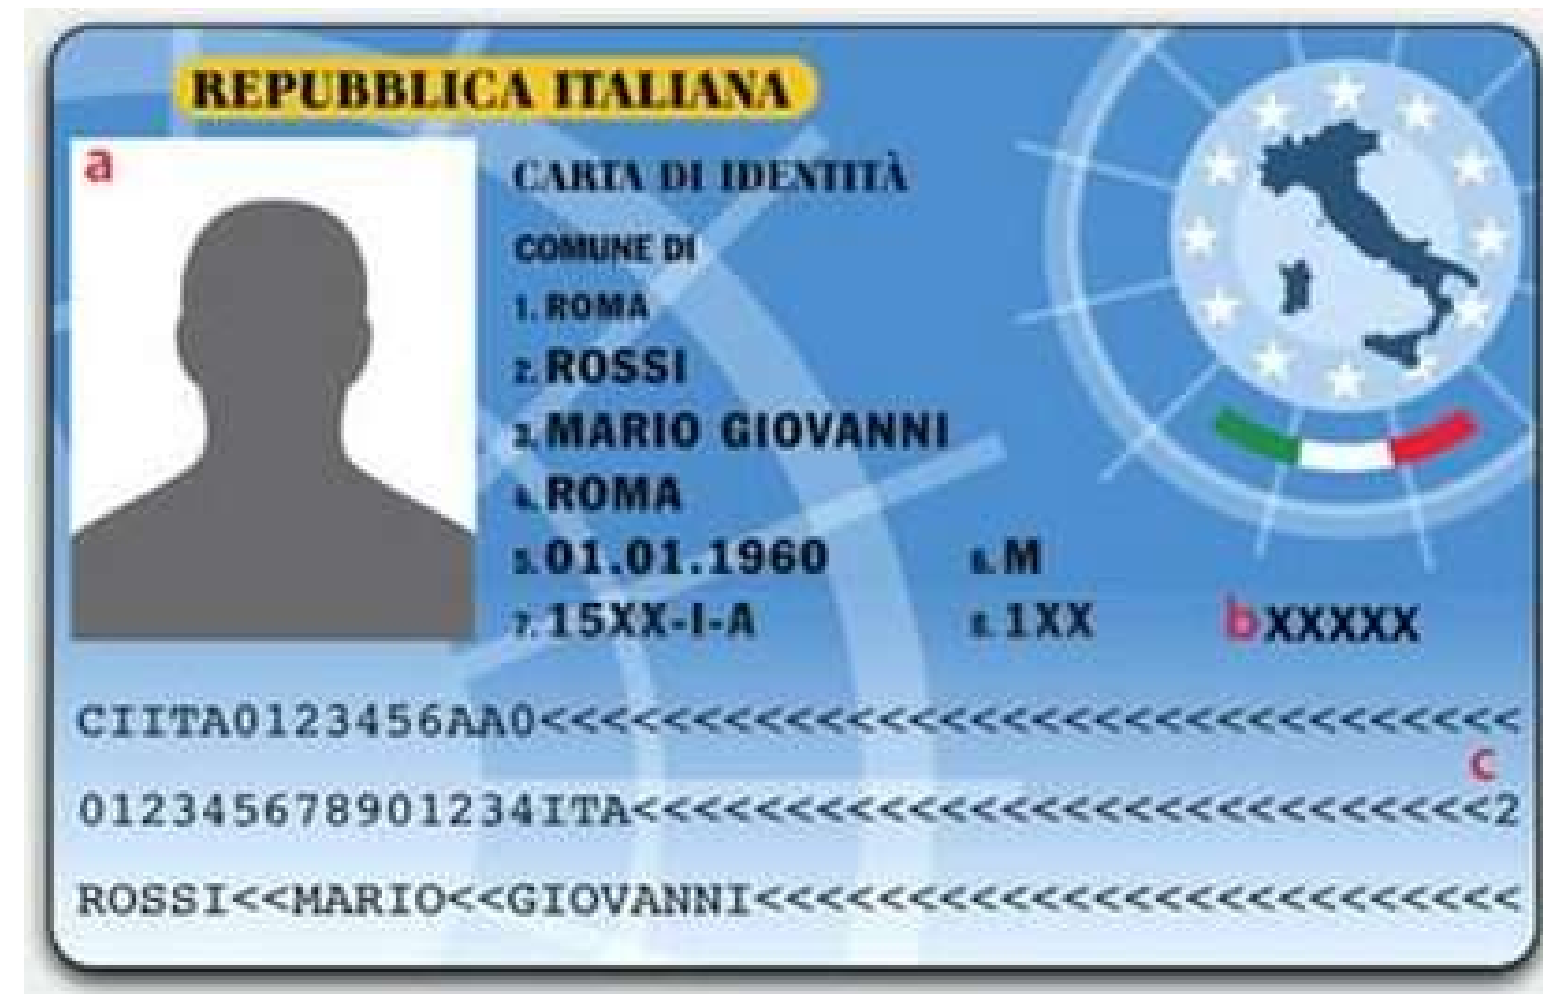 REPUBBLICA ITALIANA
a
CARTA DI IDENTITÀ
COMUNE DI
1. ROMA
2. ROSSI
3. MARIO GIOVANNI
4. ROMA
5. 01.01.1960 6. M
7. 15XX-I-A 8. 1XX b XXXXX
CIITA0123456AA0<<<<<<<<<<<<<<<<<<<<<<<<<<<<<<<<
c
012345678901234ITA<<<<<<<<<<<<<<<<<<<<<<<<<<<<2
ROSSI<<MARIO<<GIOVANNI<<<<<<<<<<<<<<<<<<<<<<<<<